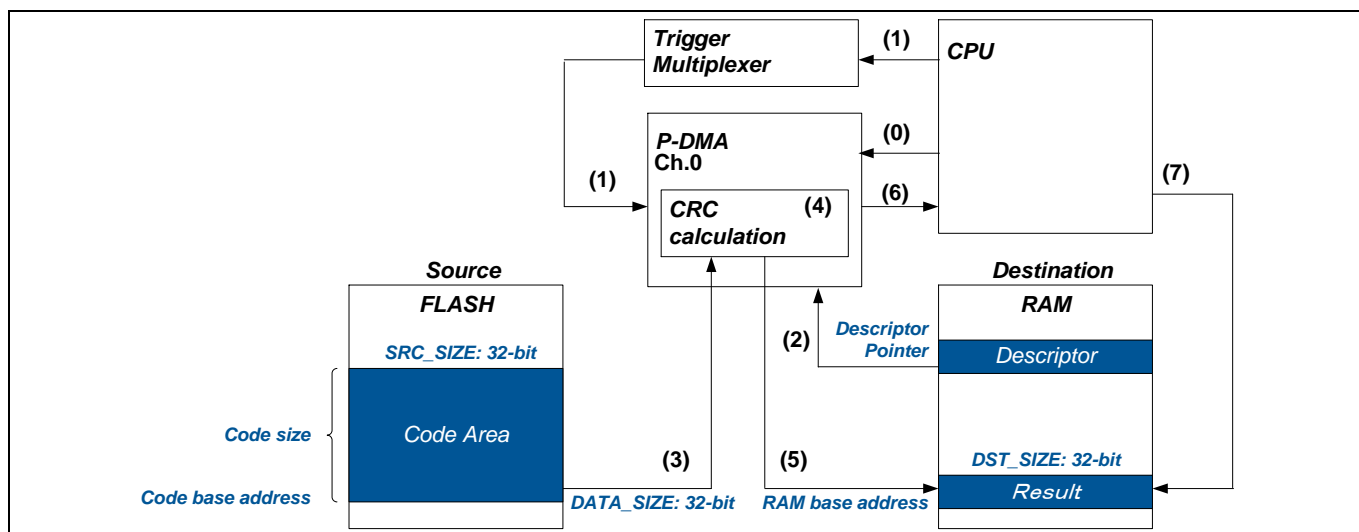 Trigger
Multiplexer
(1)
CPU
P-DMA
Ch.0
(0)
(1)
(6)
(7)
CRC
calculation
(4)
Source
FLASH
SRC_SIZE: 32-bit
Code size
Code Area
Code base address
(3)
DATA_SIZE: 32-bit
(5)
RAM base address
(2)
Descriptor
Pointer
Destination
RAM
Descriptor
DST_SIZE: 32-bit
Result